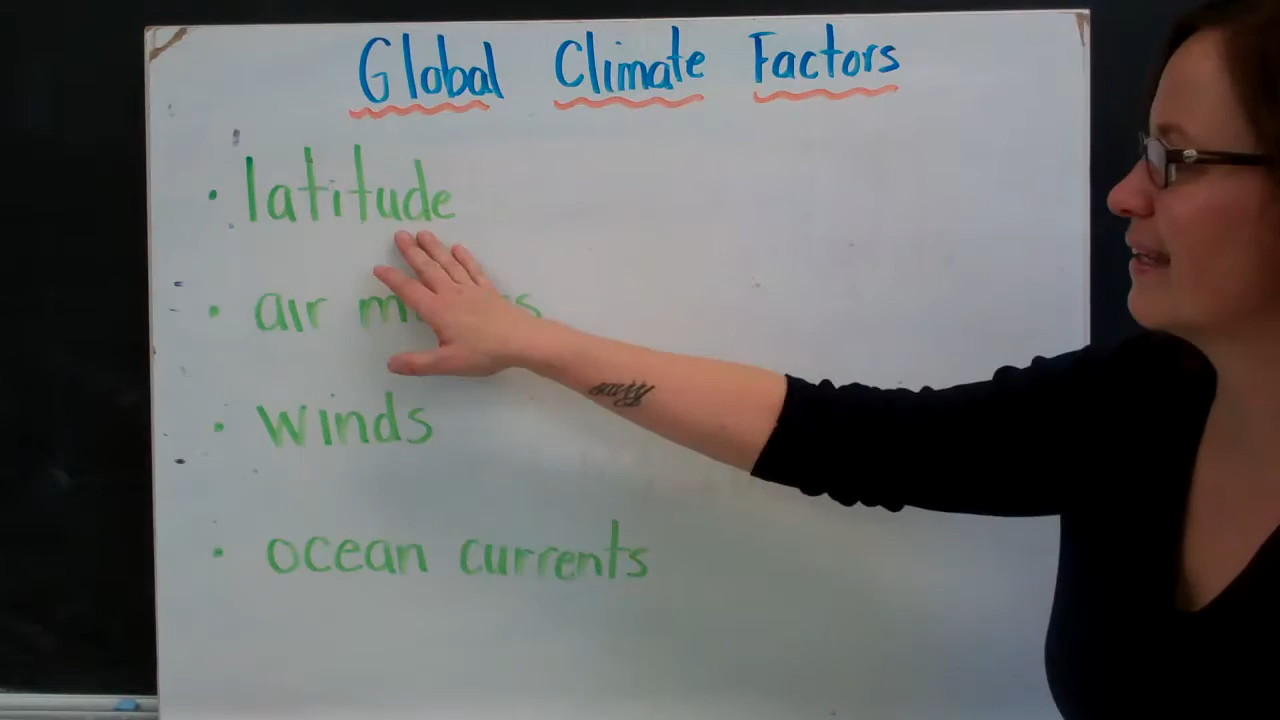 Global Climate Factors
• latitude
• air
• winds
• ocean currents